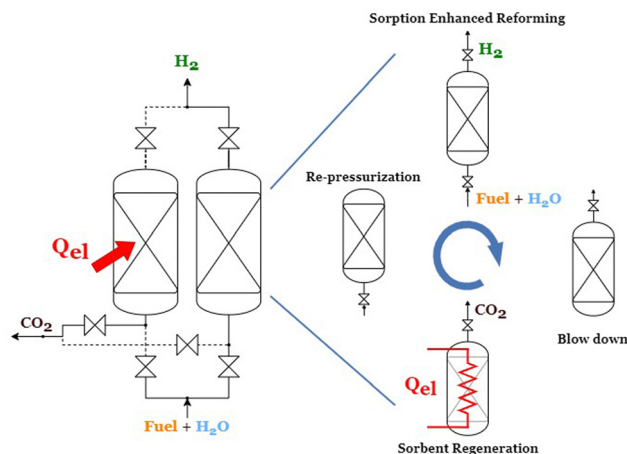 Sorption Enhanced Reforming
H₂
H₂
Re-pressurization
Fuel + H₂O
Qel
CO₂
CO₂
Blow down
Qel
Fuel + H₂O
Sorbent Regeneration